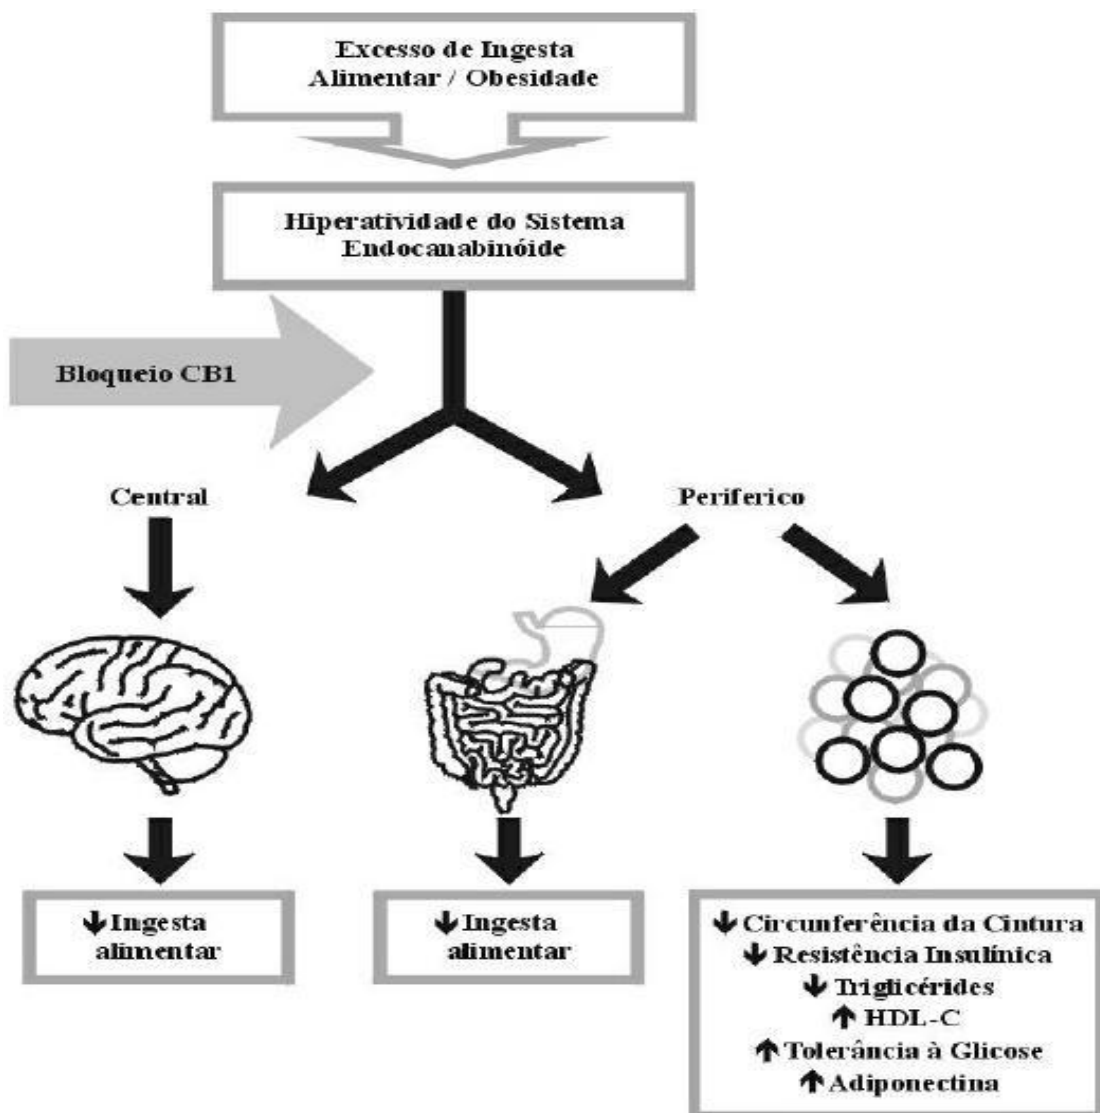 Excesso de Ingesta
Alimentar / Obesidade
Hiperatividade do Sistema
Endocanabinóide
Bloqueio CB1
Central
Periferico
↓ Ingesta
alimentar
↓ Ingesta
alimentar
↓ Circunferência da Cintura
↓ Resistência Insulínica
↓ Triglicérides
↑ HDL-C
↑ Tolerância à Glicose
↑ Adiponectina